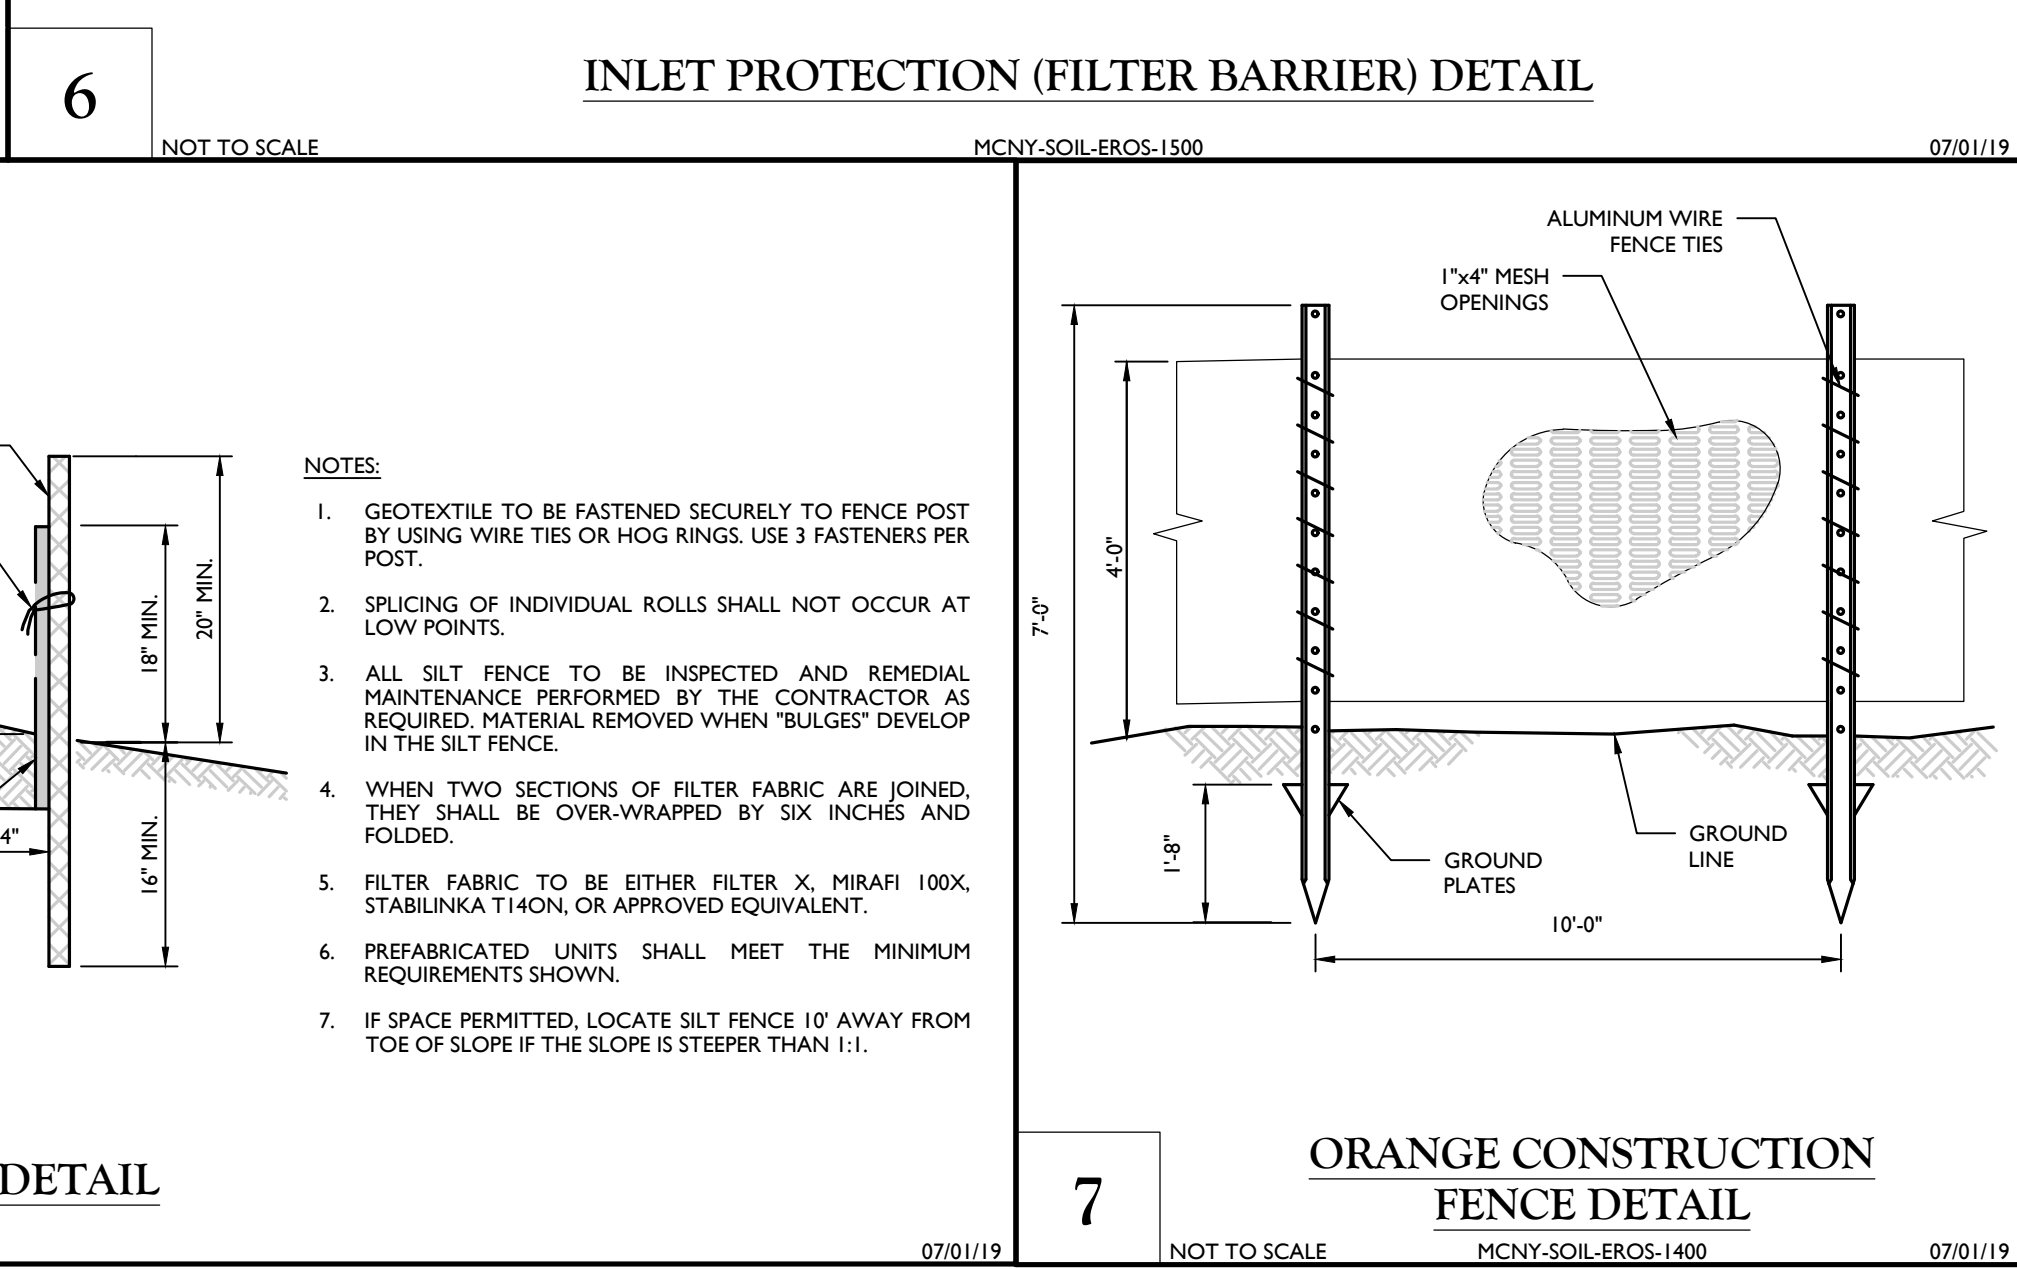 6
INLET PROTECTION (FILTER BARRIER) DETAIL
NOT TO SCALE
MCNY-SOIL-EROS-1500
07/01/19
18" MIN.
20" MIN.
16" MIN.
4"
NOTES:
1. GEOTEXTILE TO BE FASTENED SECURELY TO FENCE POST
BY USING WIRE TIES OR HOG RINGS. USE 3 FASTENERS PER
POST.
2. SPLICING OF INDIVIDUAL ROLLS SHALL NOT OCCUR AT
LOW POINTS.
3. ALL SILT FENCE TO BE INSPECTED AND REMEDIAL
MAINTENANCE PERFORMED BY THE CONTRACTOR AS
REQUIRED. MATERIAL REMOVED WHEN "BULGES" DEVELOP
IN THE SILT FENCE.
4. WHEN TWO SECTIONS OF FILTER FABRIC ARE JOINED,
THEY SHALL BE OVER-WRAPPED BY SIX INCHES AND
FOLDED.
5. FILTER FABRIC TO BE EITHER FILTER X, MIRAFI 100X,
STABILINKA T14ON, OR APPROVED EQUIVALENT.
6. PREFABRICATED UNITS SHALL MEET THE MINIMUM
REQUIREMENTS SHOWN.
7. IF SPACE PERMITTED, LOCATE SILT FENCE 10' AWAY FROM
TOE OF SLOPE IF THE SLOPE IS STEEPER THAN 1:1.
DETAIL
07/01/19
ALUMINUM WIRE
FENCE TIES
1"x4" MESH
OPENINGS
4'-0"
7'-0"
1'-8"
GROUND
PLATES
GROUND
LINE
10'-0"
7
ORANGE CONSTRUCTION
FENCE DETAIL
NOT TO SCALE
MCNY-SOIL-EROS-1400
07/01/19